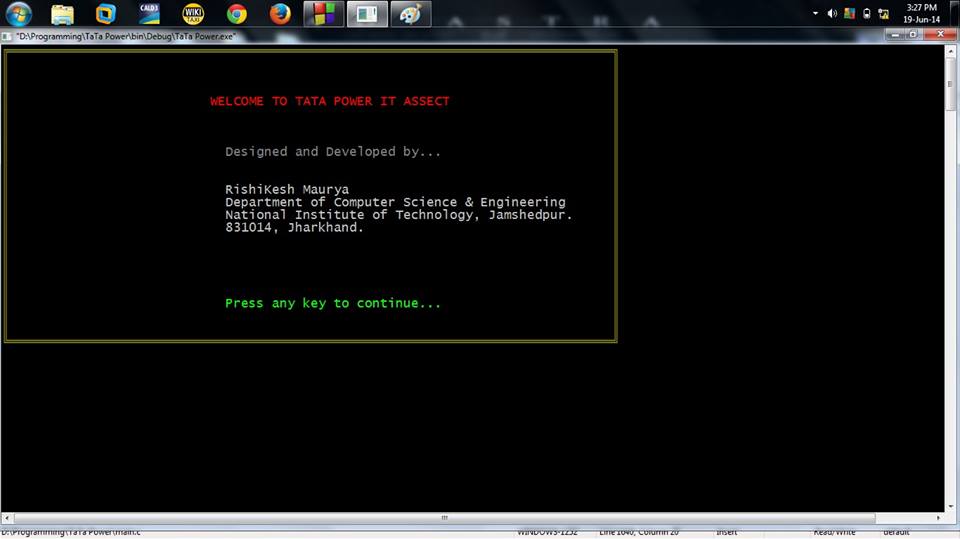 CALD3
WIKI
TAXI
A S T R A
3:27 PM
19-Jun-14
"D:\Programming\TaTa Power\bin\Debug\TaTa Power.exe"
WELCOME TO TATA POWER IT ASSECT
Designed and Developed by...
RishiKesh Maurya
Department of Computer Science & Engineering
National Institute of Technology, Jamshedpur.
831014, Jharkhand.
Press any key to continue...
D:\Programming\TaTa Power\main.c WINDOWS-1252 Line 1040, Column 20 Insert Read/Write default